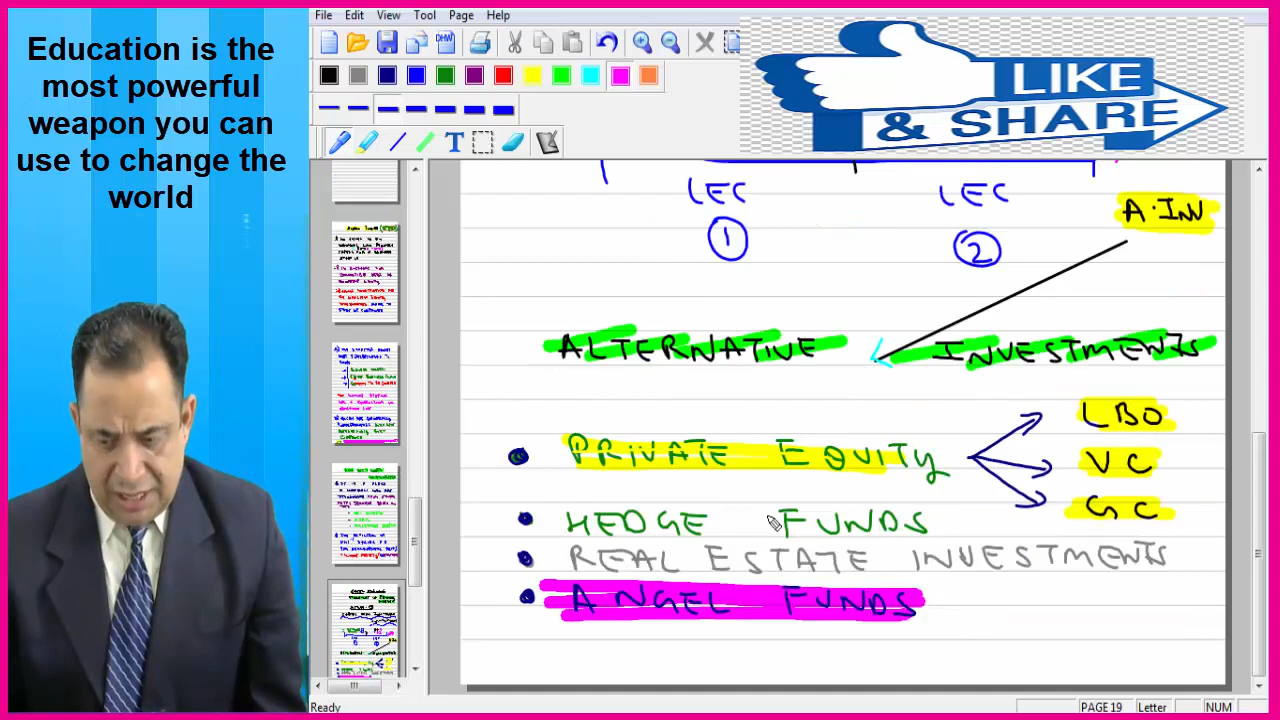 Education is the
most powerful
weapon you can
use to change the
world
File Edit View Tool Page Help
DHW
T
LIKE
& SHARE
LEC
1
LEC
2
A.IN
ALTERNATIVE INVESTMENTS
PRIVATE EQUITY
LBO
VC
GC
HEDGE FUNDS
REAL ESTATE INVESTMENTS
ANGEL FUNDS
Ready
PAGE 19 Letter NUM